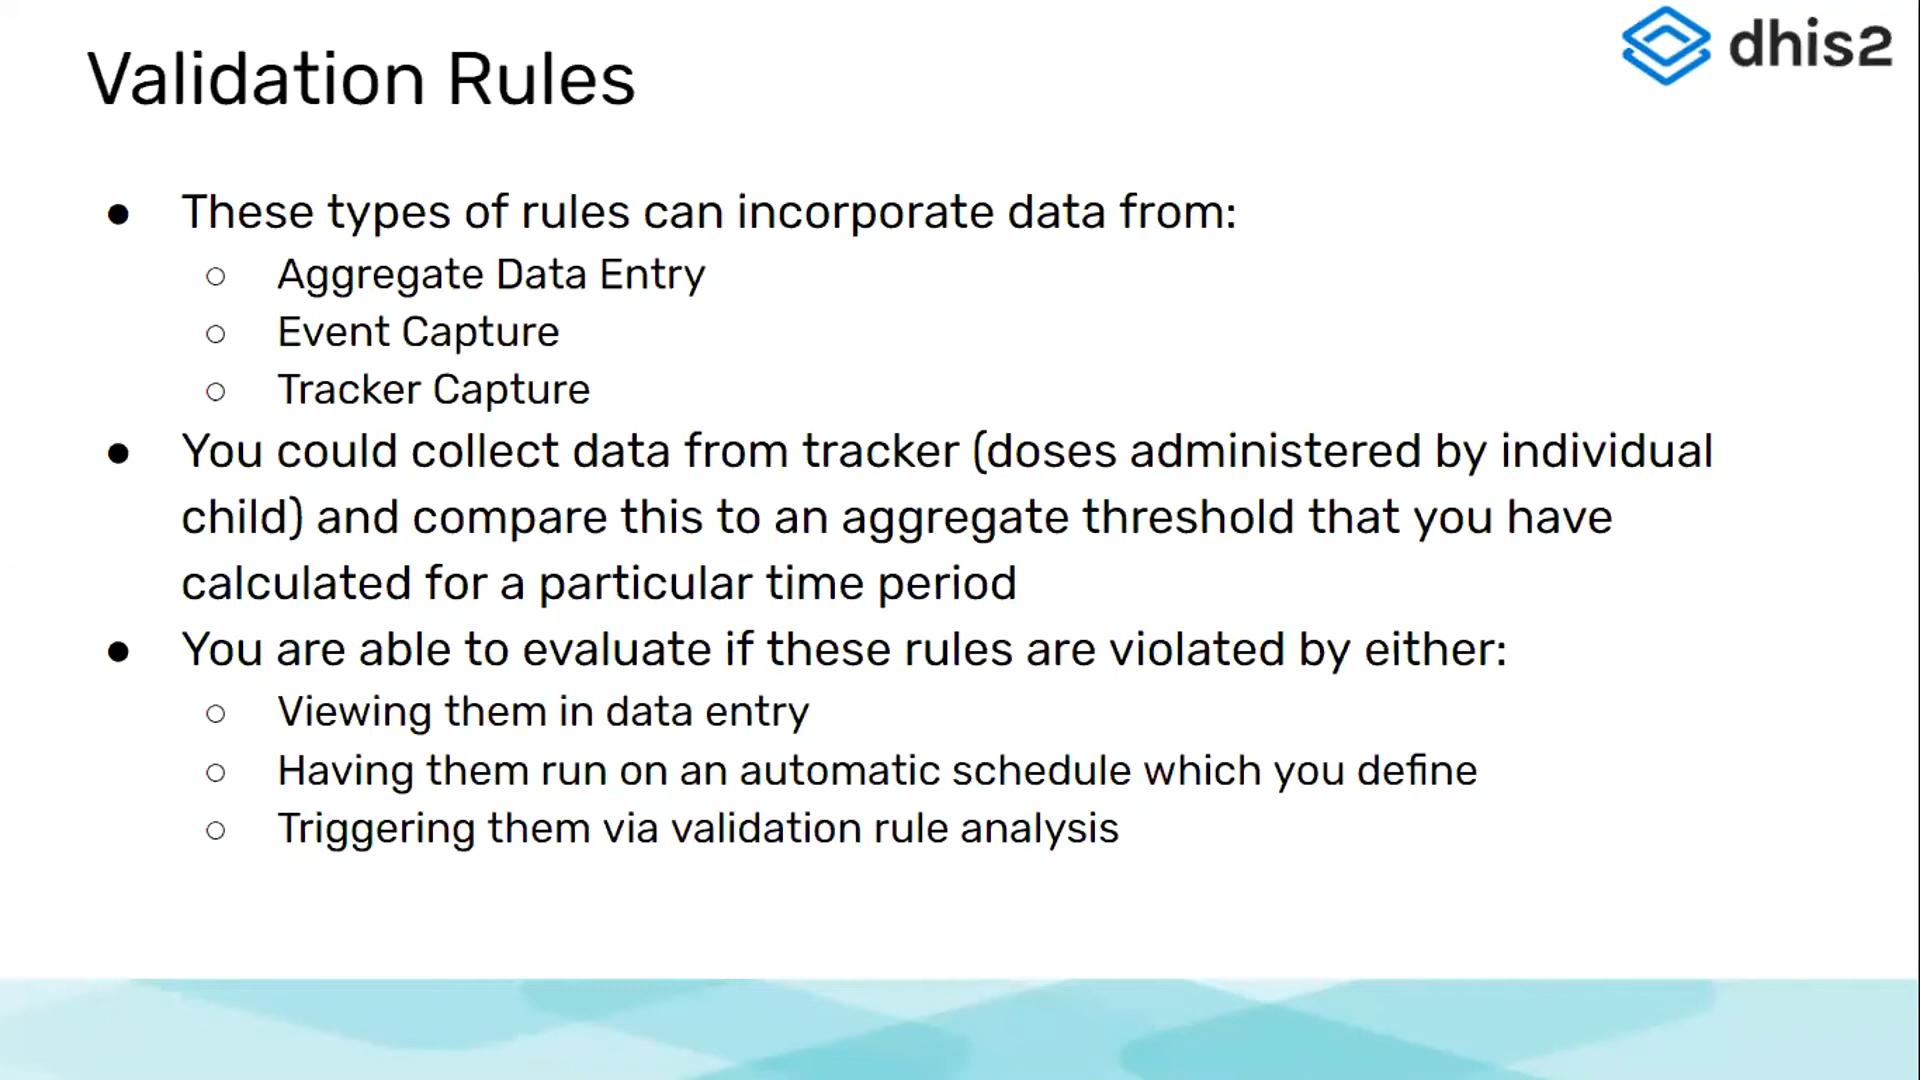 Validation Rules
dhis2
● These types of rules can incorporate data from:
○ Aggregate Data Entry
○ Event Capture
○ Tracker Capture
● You could collect data from tracker (doses administered by individual
child) and compare this to an aggregate threshold that you have
calculated for a particular time period
● You are able to evaluate if these rules are violated by either:
○ Viewing them in data entry
○ Having them run on an automatic schedule which you define
○ Triggering them via validation rule analysis